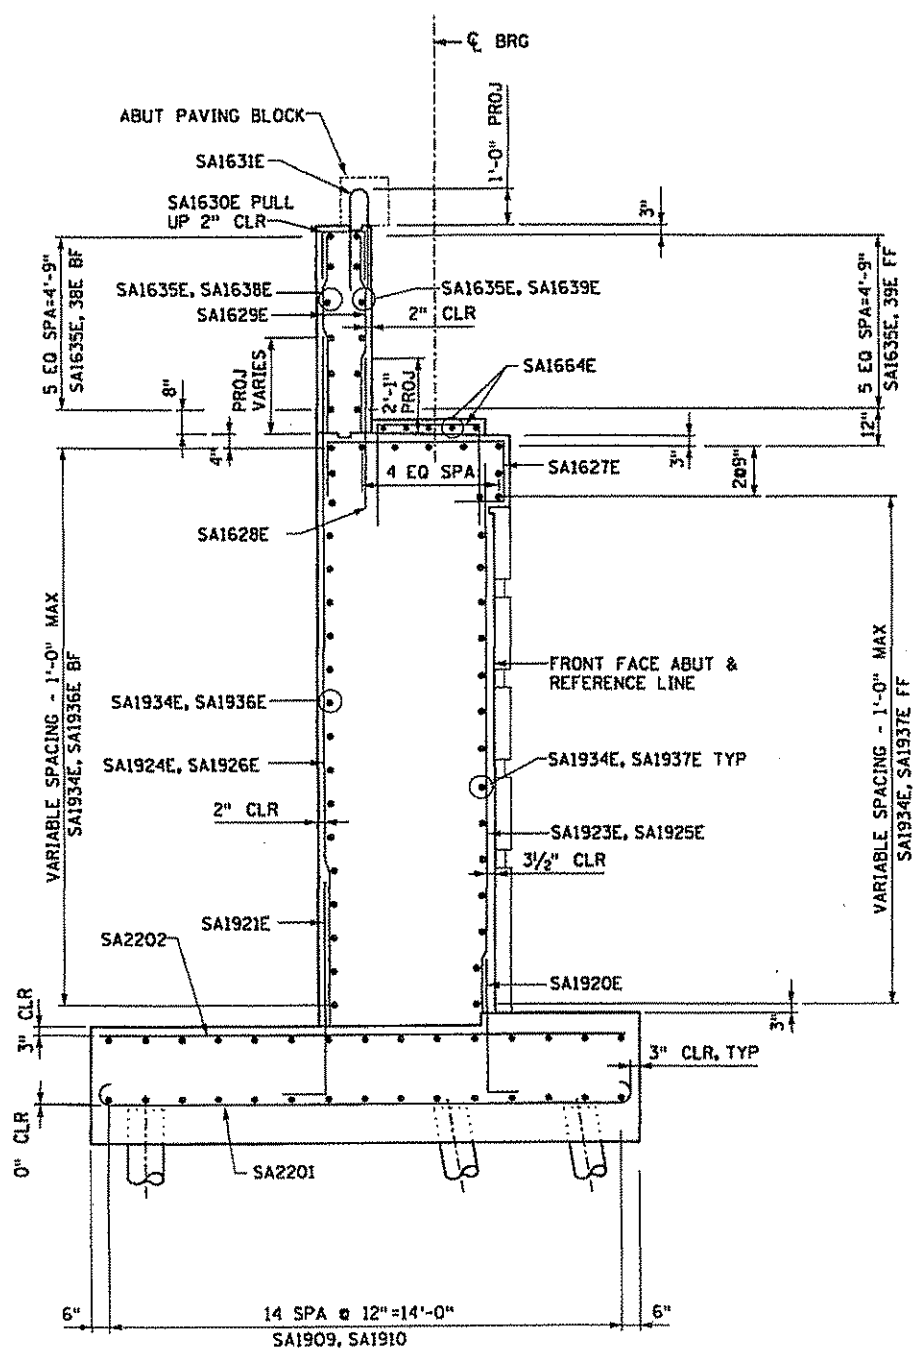 ℄ BRG
ABUT PAVING BLOCK
1'-0" PROJ
SA1631E
SA1630E PULL
UP 2" CLR
3"
5 EQ SPA=4'-9"
SA1635E, 38E BF
SA1635E, SA1638E
SA1635E, SA1639E
SA1629E
2" CLR
5 EQ SPA=4'-9"
SA1635E, 39E FF
8"
PROJ
VARIES
2'-1"
PROJ
SA1664E
12"
4"
3"
4 EQ SPA
SA1627E
2@9"
SA1628E
VARIABLE SPACING - 1'-0" MAX
SA1934E, SA1936E BF
FRONT FACE ABUT &
REFERENCE LINE
VARIABLE SPACING - 1'-0" MAX
SA1934E, SA1937E FF
SA1934E, SA1936E
SA1934E, SA1937E TYP
SA1924E, SA1926E
2" CLR
SA1923E, SA1925E
3½" CLR
SA1921E
SA2202
SA1920E
3" CLR
3"
3" CLR, TYP
0" CLR
SA2201
6"
14 SPA @ 12"=14'-0"
6"
SA1909, SA1910